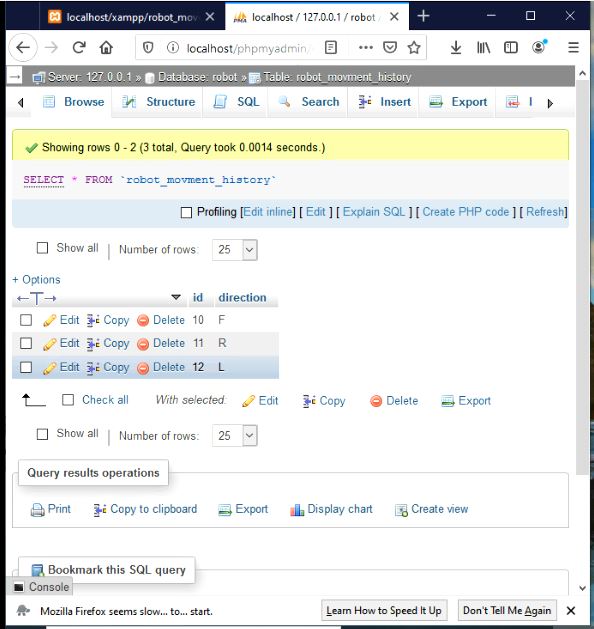 localhost/xampp/robot_mov
localhost / 127.0.0.1 / robot
localhost/phpmyadmin/
Server: 127.0.0.1 » Database: robot » Table: robot_movment_history
Browse Structure SQL Search Insert Export I
Showing rows 0 - 2 (3 total, Query took 0.0014 seconds.)
SELECT * FROM `robot_movment_history`
Profiling [Edit inline] [ Edit ] [ Explain SQL ] [ Create PHP code ] [ Refresh]
Show all | Number of rows: 25
+ Options
←T→ id direction
Edit Copy Delete 10 F
Edit Copy Delete 11 R
Edit Copy Delete 12 L
Check all With selected: Edit Copy Delete Export
Show all | Number of rows: 25
Query results operations
Print Copy to clipboard Export Display chart Create view
Bookmark this SQL query
Console
Mozilla Firefox seems slow... to... start. Learn How to Speed It Up Don't Tell Me Again